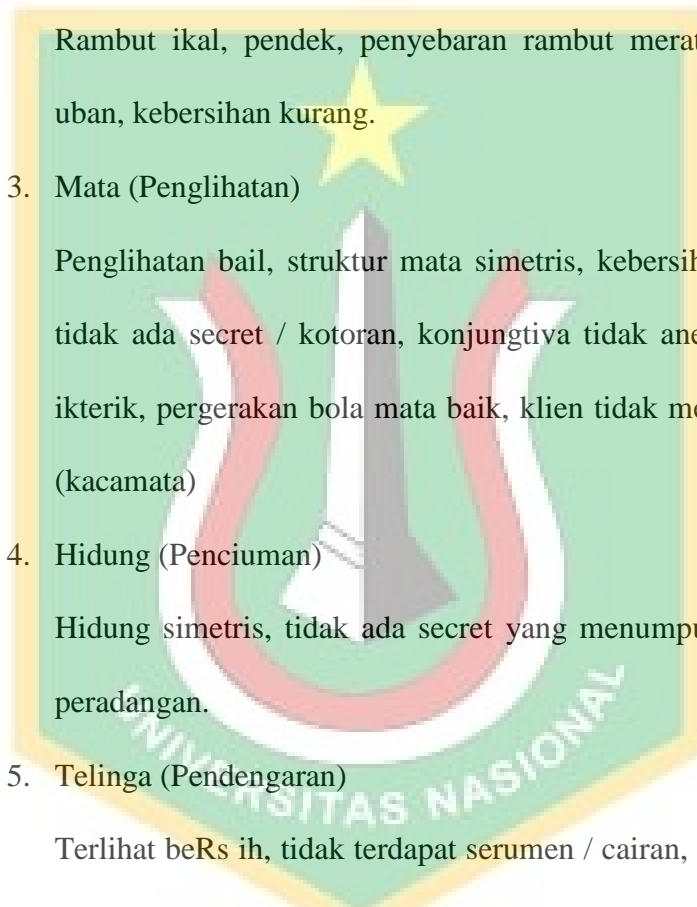 Rambut ikal, pendek, penyebaran rambut merat
uban, kebersihan kurang.
3. Mata (Penglihatan)
Penglihatan bail, struktur mata simetris, kebersih
tidak ada secret / kotoran, konjungtiva tidak ane
ikterik, pergerakan bola mata baik, klien tidak me
(kacamata)
4. Hidung (Penciuman)
Hidung simetris, tidak ada secret yang menumpu
peradangan.
5. Telinga (Pendengaran)
Terlihat beRs ih, tidak terdapat serumen / cairan,
UNIVERSITAS NASIONAL